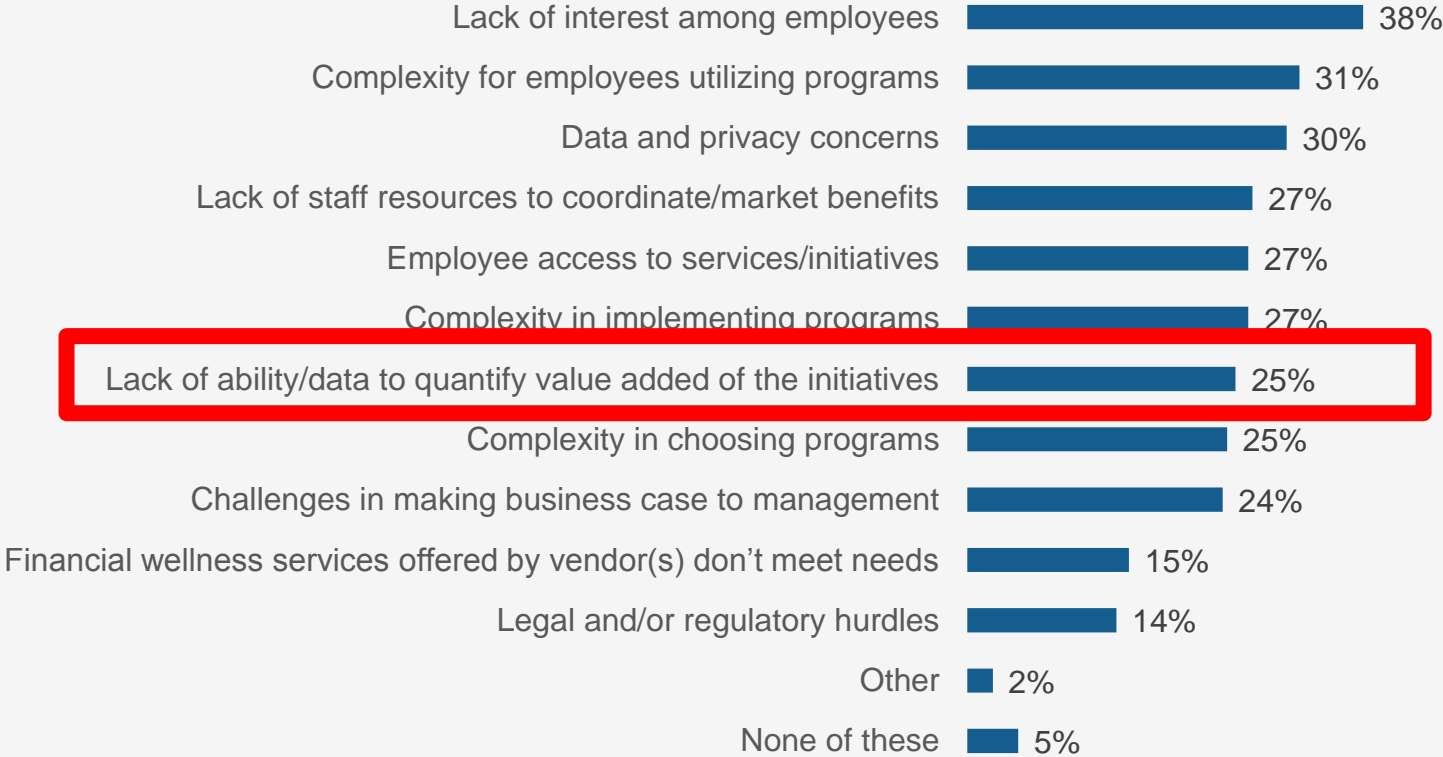 Lack of interest among employees 38%
Complexity for employees utilizing programs 31%
Data and privacy concerns 30%
Lack of staff resources to coordinate/market benefits 27%
Employee access to services/initiatives 27%
Complexity in implementing programs 27%
Lack of ability/data to quantify value added of the initiatives 25%
Complexity in choosing programs 25%
Challenges in making business case to management 24%
Financial wellness services offered by vendor(s) don’t meet needs 15%
Legal and/or regulatory hurdles 14%
Other 2%
None of these 5%